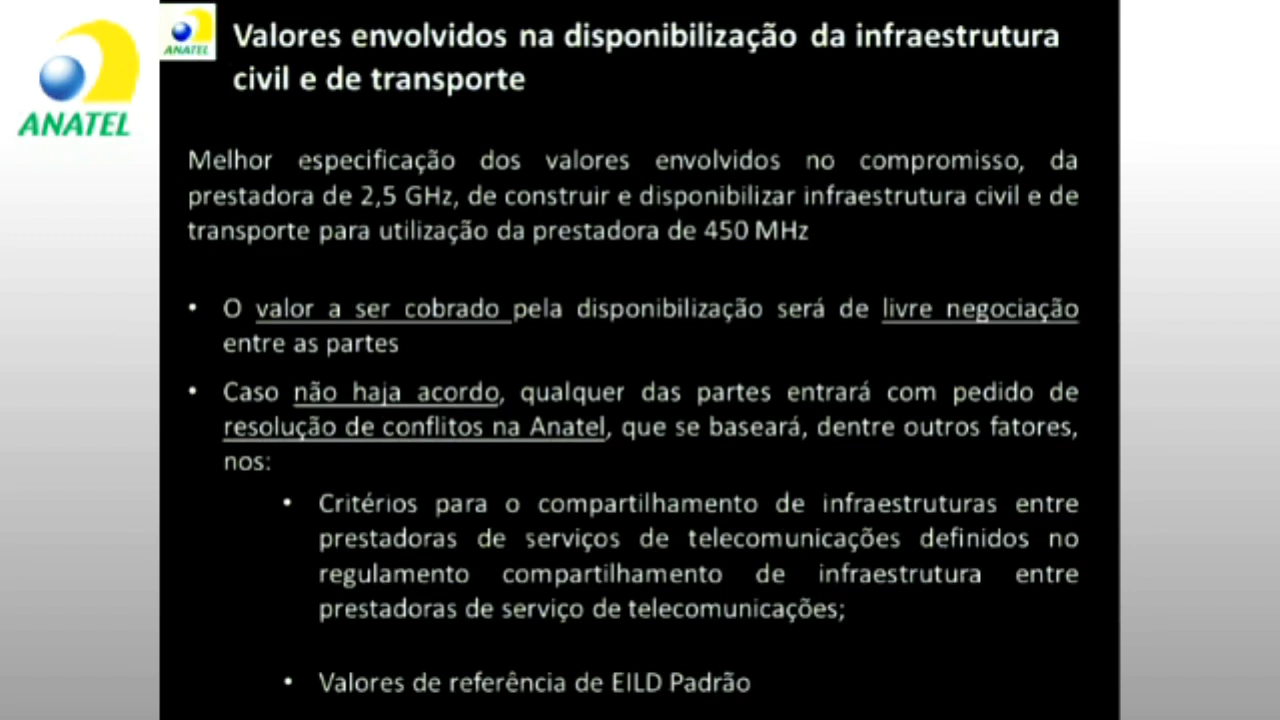 ANATEL
ANATEL
Valores envolvidos na disponibilização da infraestrutura
civil e de transporte
Melhor especificação dos valores envolvidos no compromisso, da
prestadora de 2,5 GHz, de construir e disponibilizar infraestrutura civil e de
transporte para utilização da prestadora de 450 MHz
• O valor a ser cobrado pela disponibilização será de livre negociação
entre as partes
• Caso não haja acordo, qualquer das partes entrará com pedido de
resolução de conflitos na Anatel, que se baseará, dentre outros fatores,
nos:
• Critérios para o compartilhamento de infraestruturas entre
prestadoras de serviços de telecomunicações definidos no
regulamento compartilhamento de infraestrutura entre
prestadoras de serviço de telecomunicações;
• Valores de referência de EILD Padrão